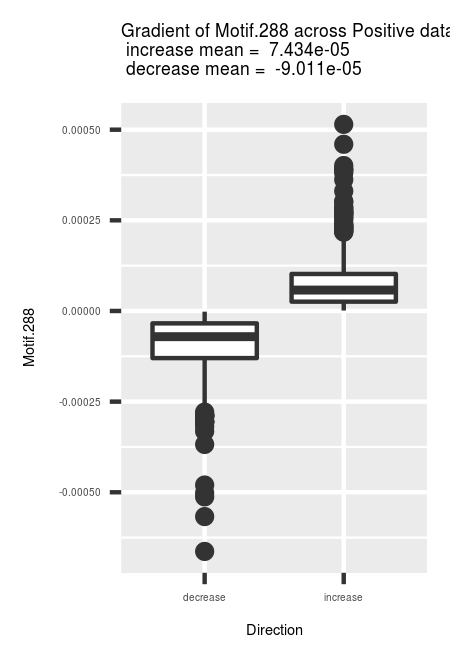 Gradient of Motif.288 across Positive data
increase mean =  7.434e-05
decrease mean =  -9.011e-05
0.00050
0.00025
0.00000
-0.00025
-0.00050
Motif.288
decrease
increase
Direction